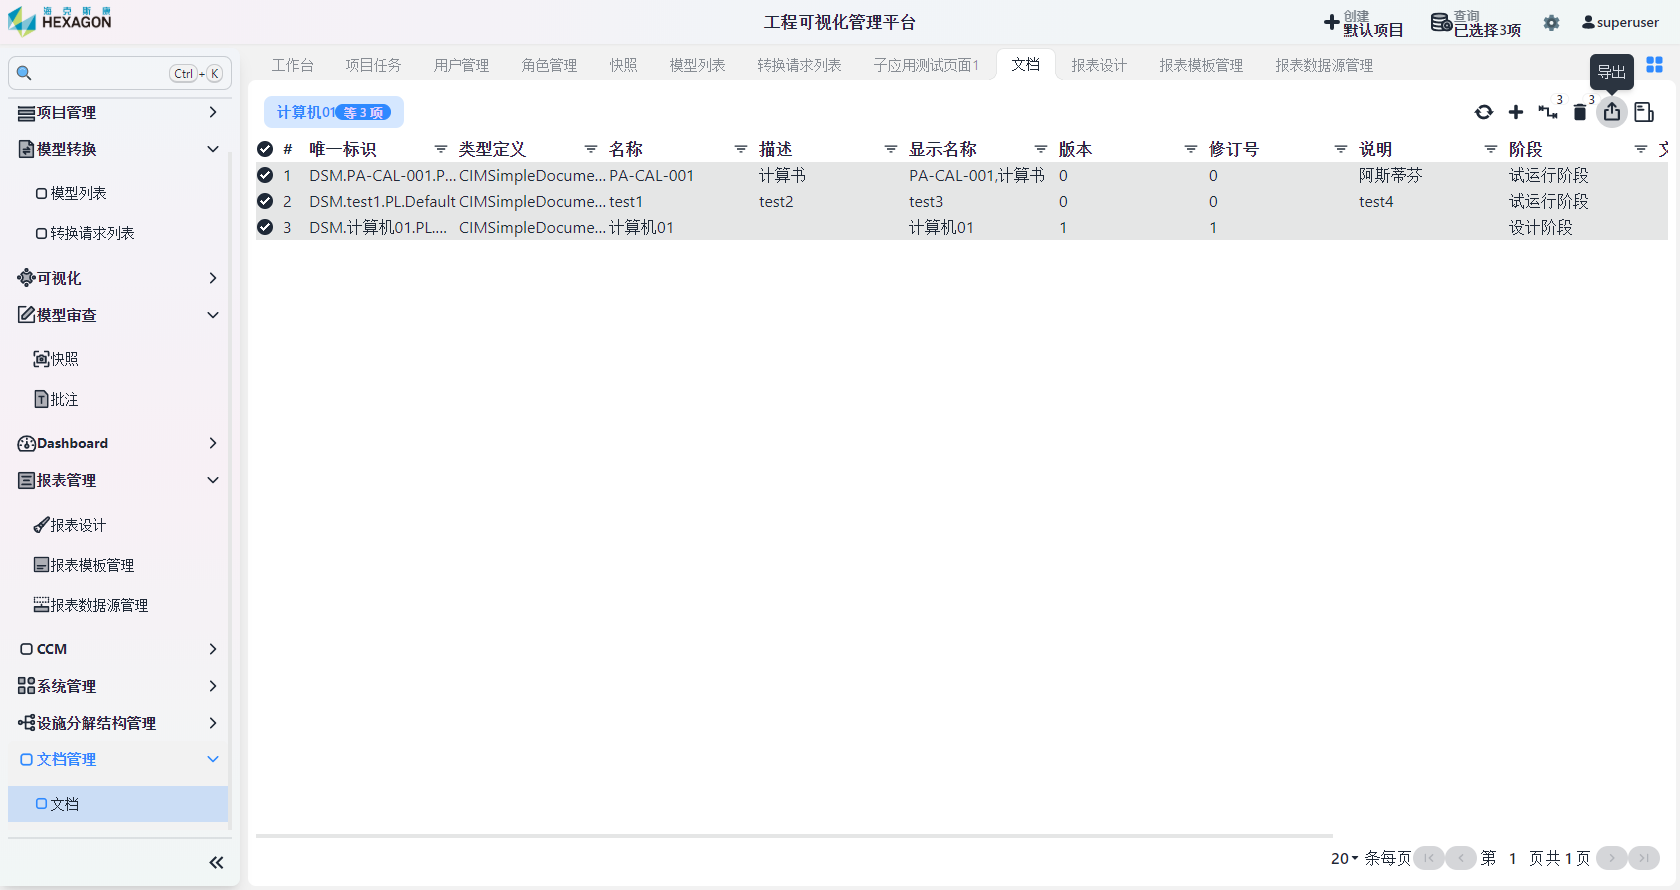 海克斯康
HEXAGON
工程可视化管理平台
创建
默认项目
查询
已选择3项
superuser
Ctrl + K
工作台
项目任务
用户管理
角色管理
快照
模型列表
转换请求列表
子应用测试页面1
文档
报表设计
报表模板管理
报表数据源管理
导出
项目管理
模型转换
模型列表
转换请求列表
可视化
模型审查
快照
批注
Dashboard
报表管理
报表设计
报表模板管理
报表数据源管理
CCM
系统管理
设施分解结构管理
文档管理
文档
计算机01 等 3 项
3
3
# 唯一标识 类型定义 名称 描述 显示名称 版本 修订号 说明 阶段
1 DSM.PA-CAL-001.P... CIMSimpleDocume... PA-CAL-001 计算书 PA-CAL-001,计算书 0 0 阿斯蒂芬 试运行阶段
2 DSM.test1.PL.Default CIMSimpleDocume... test1 test2 test3 0 0 test4 试运行阶段
3 DSM.计算机01.PL.... CIMSimpleDocume... 计算机01 计算机01 1 1 设计阶段
20 条每页 第 1 页共 1 页